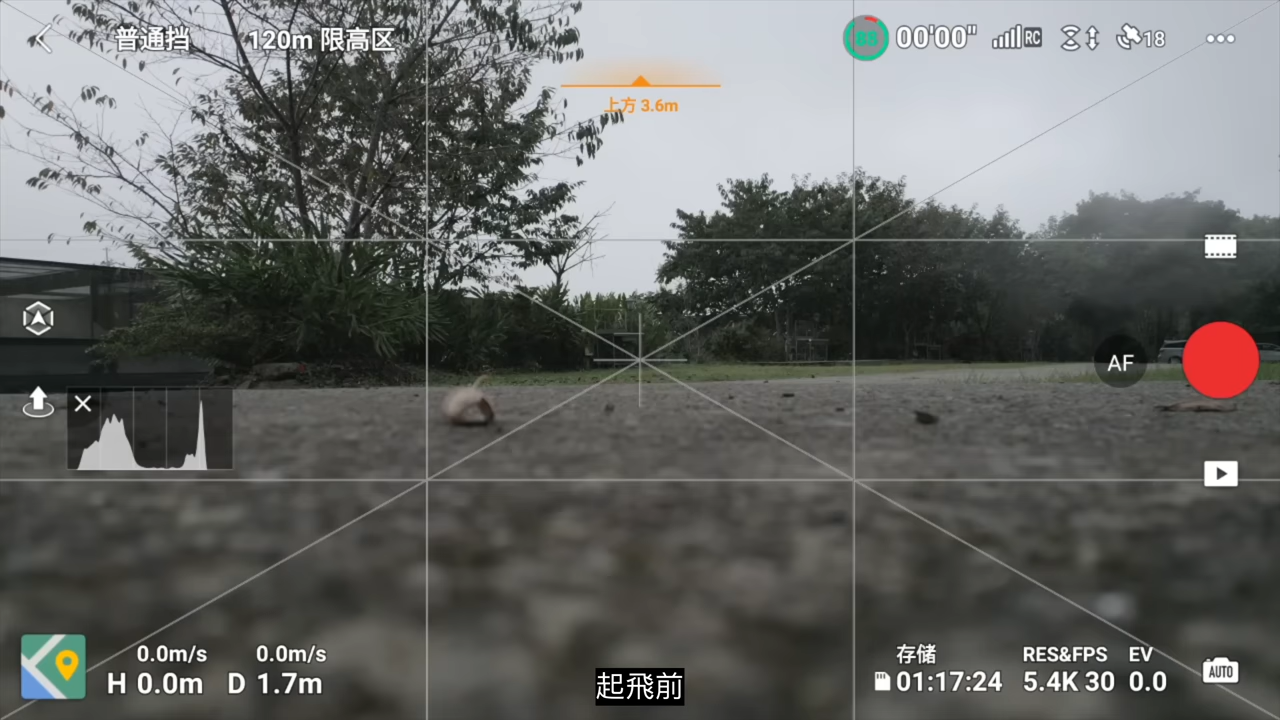 普通挡
120m 限高区
00'00"
RC
18
上方 3.6m
AF
0.0m/s
0.0m/s
H 0.0m
D 1.7m
起飛前
存储
01:17:24
RES&FPS
5.4K 30
EV
0.0
AUTO